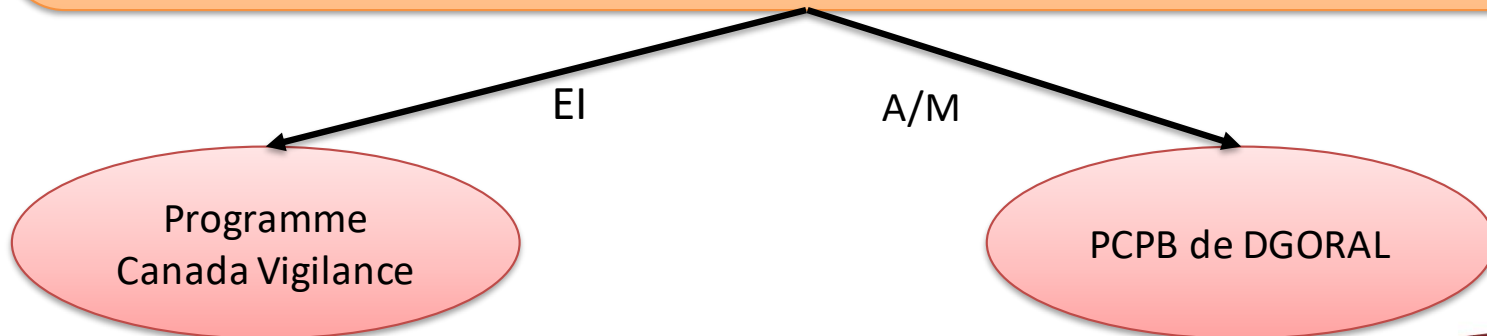 EI
A/M
Programme
Canada Vigilance
PCPB de DGORAL